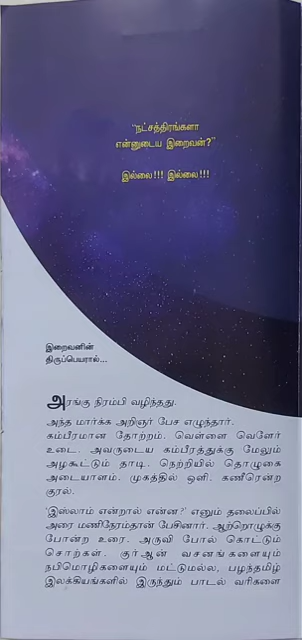 "நட்சத்திரங்களா
என்னுடைய இறைவன்?"
இல்லை!!! இல்லை!!!
இறைவனின்
திருப்பெயரால்...
அரங்கு நிரம்பி வழிந்தது.
அந்த மார்க்க அறிஞர் பேச எழுந்தார்.
கம்பீரமான தோற்றம். வெள்ளை வெளேர்
உடை. அவருடைய கம்பீரத்துக்கு மேலும்
அழகூட்டும் தாடி. நெற்றியில் தொழுகை
அடையாளம். முகத்தில் ஒளி. கணீரென்ற
குரல்.
'இஸ்லாம் என்றால் என்ன?' எனும் தலைப்பில்
அரை மணிநேரம்தான் பேசினார். ஆற்றொழுக்கு
போன்ற உரை. அருவி போல் கொட்டும்
சொற்கள். குர்ஆன் வசனங்களையும்
நபிமொழிகளையும் மட்டுமல்ல, பழந்தமிழ்
இலக்கியங்களில் இருந்தும் பாடல் வரிகளை